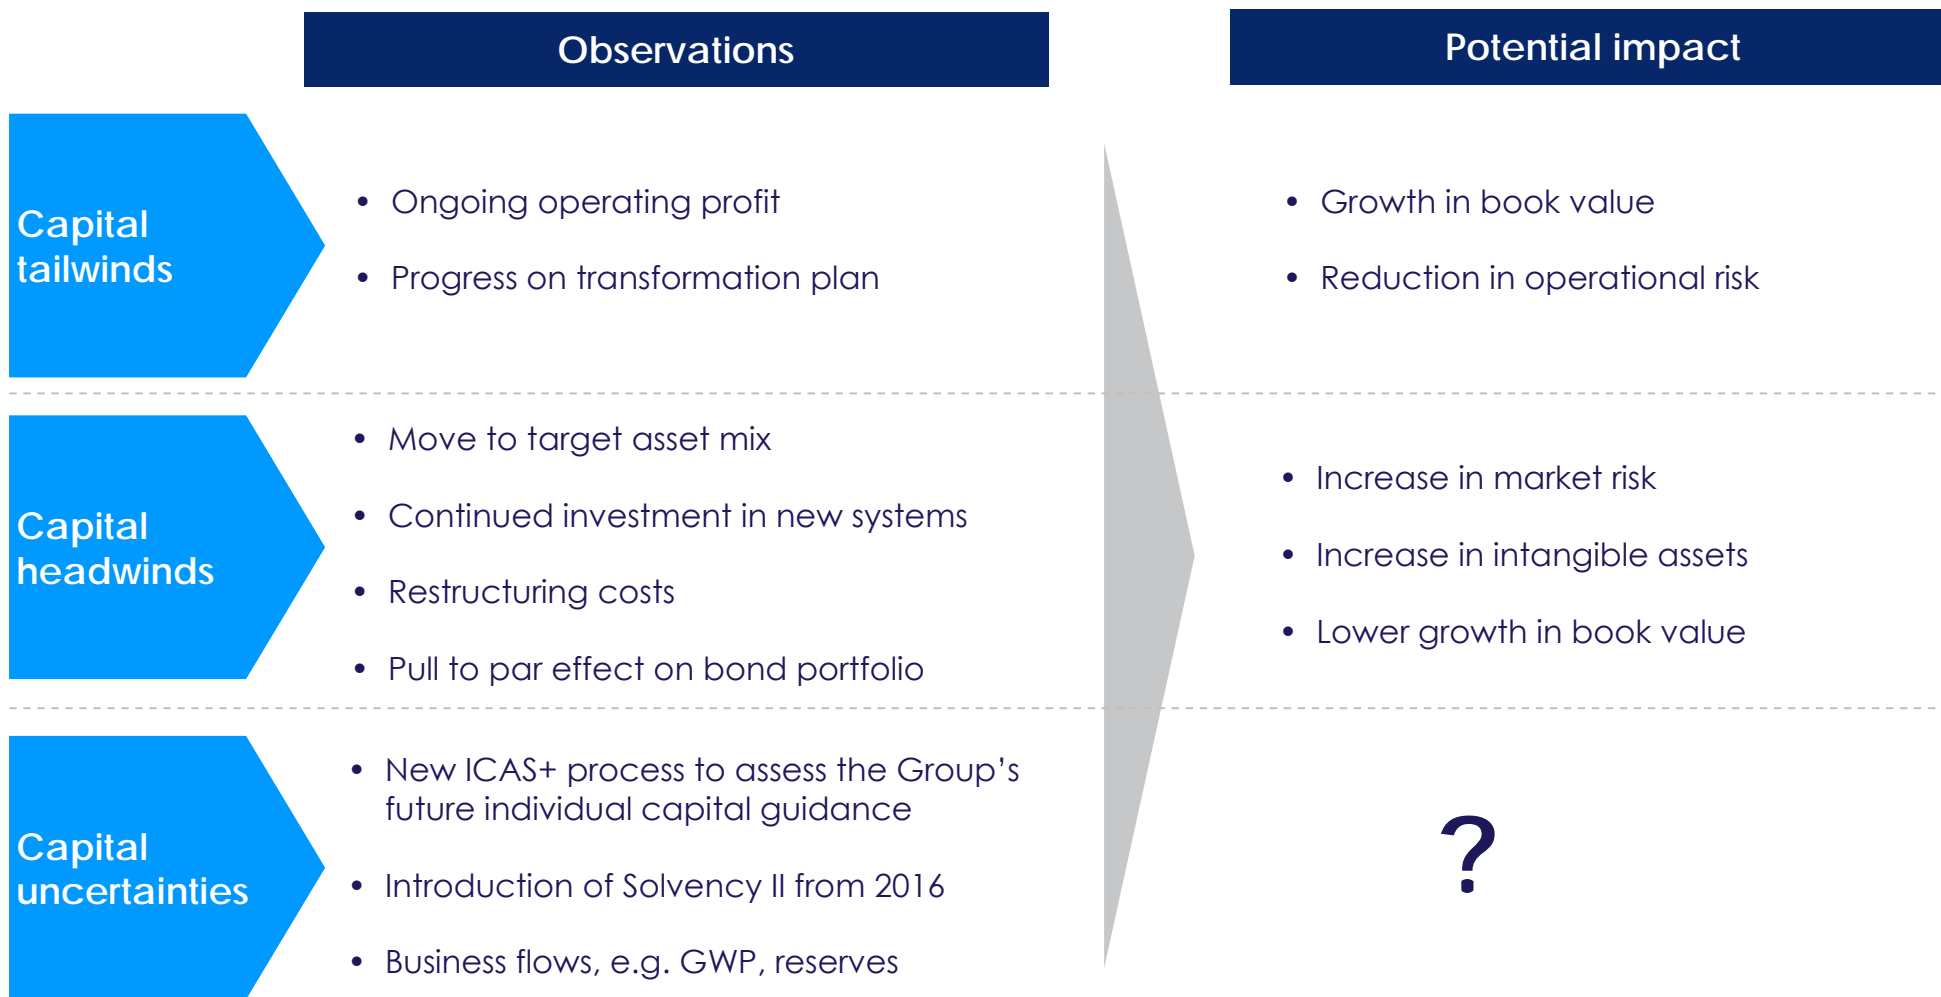 Observations
Potential impact
Capital
tailwinds
• Ongoing operating profit
• Progress on transformation plan
• Growth in book value
• Reduction in operational risk
Capital
headwinds
• Move to target asset mix
• Continued investment in new systems
• Restructuring costs
• Pull to par effect on bond portfolio
• Increase in market risk
• Increase in intangible assets
• Lower growth in book value
Capital
uncertainties
• New ICAS+ process to assess the Group’s
future individual capital guidance
• Introduction of Solvency II from 2016
• Business flows, e.g. GWP, reserves
?